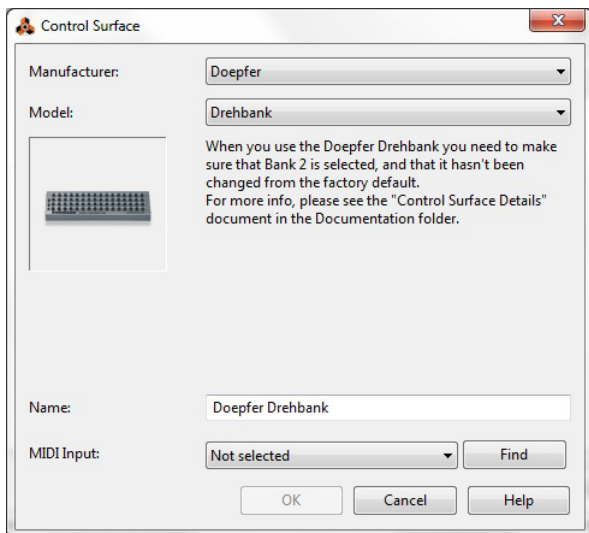 Control Surface
Manufacturer:
Doepfer
Model:
Drehbank
When you use the Doepfer Drehbank you need to make
sure that Bank 2 is selected, and that it hasn't been
changed from the factory default.
For more info, please see the "Control Surface Details"
document in the Documentation folder.
Name:
Doepfer Drehbank
MIDI Input:
Not selected
Find
OK
Cancel
Help